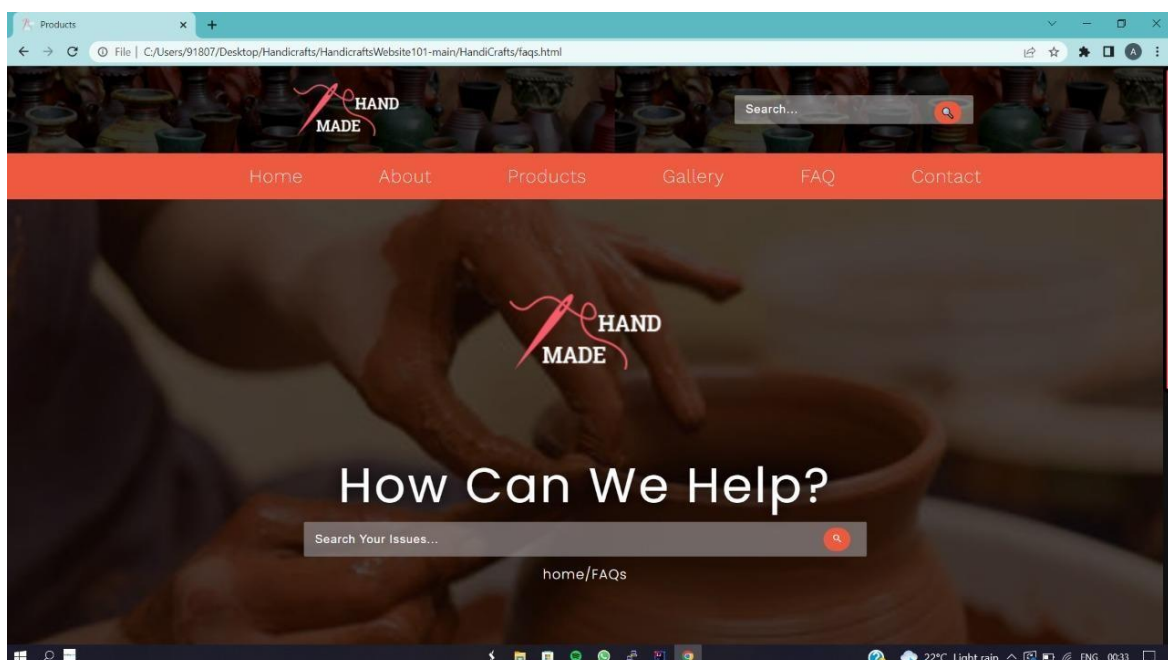 Products
File | C:/Users/91807/Desktop/Handicrafts/HandicraftsWebsite101-main/HandiCrafts/faqs.html
A
HAND
MADE
Search...
Home About Products Gallery FAQ Contact
HAND
MADE
How Can We Help?
Search Your Issues...
home/FAQs
22°C Light rain ENG 00:33